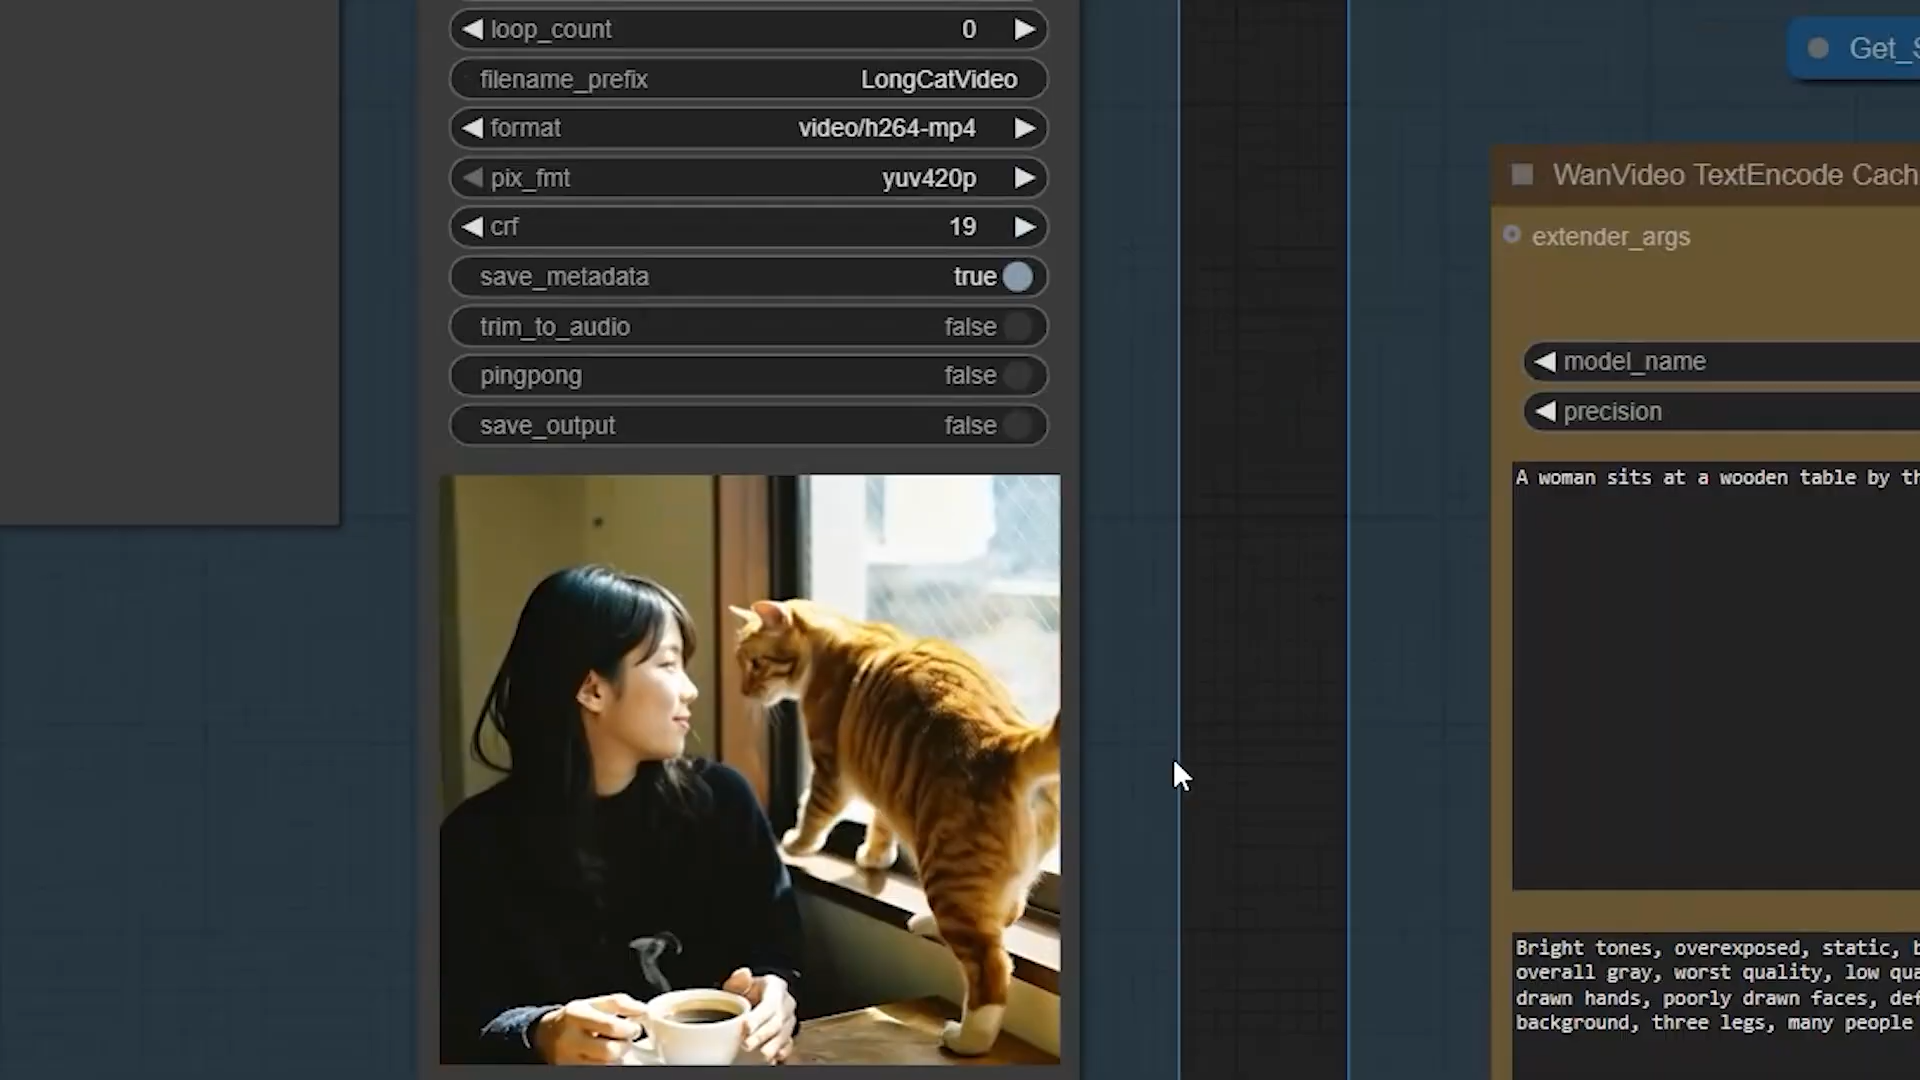 loop_count 0
filename_prefix LongCatVideo
format video/h264-mp4
pix_fmt yuv420p
crf 19
save_metadata true
trim_to_audio false
pingpong false
save_output false
Get_
WanVideo TextEncode Cach
extender_args
model_name
precision
A woman sits at a wooden table by th
Bright tones, overexposed, static, b
overall gray, worst quality, low qua
drawn hands, poorly drawn faces, def
background, three legs, many people